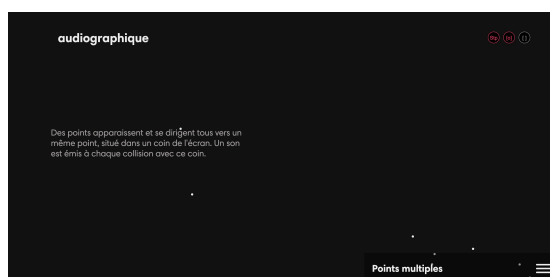 audiographique
Des points apparaissent et se dirigent tous vers un
même point, situé dans un coin de l'écran. Un son
est émis à chaque collision avec ce coin.
Points multiples